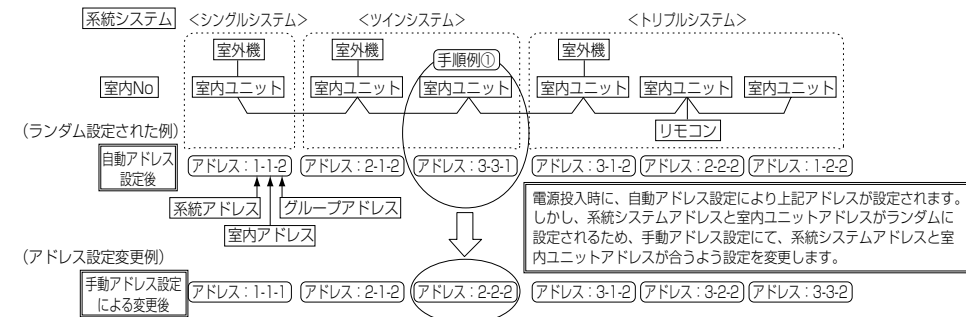 系統システム <シングルシステム> <ツインシステム> <トリプルシステム>
室外機 室外機 室外機
手順例①
室内No 室内ユニット 室内ユニット 室内ユニット 室内ユニット 室内ユニット 室内ユニット
リモコン
(ランダム設定された例)
自動アドレス
設定後
アドレス:1-1-2 アドレス:2-1-2 アドレス:3-3-1 アドレス:3-1-2 アドレス:2-2-2 アドレス:1-2-2
系統アドレス グループアドレス
室内アドレス
電源投入時に、自動アドレス設定により上記アドレスが設定されます。
しかし、系統システムアドレスと室内ユニットアドレスがランダムに
設定されるため、手動アドレス設定にて、系統システムアドレスと室
内ユニットアドレスが合うよう設定を変更します。
(アドレス設定変更例)
手動アドレス設定
による変更後
アドレス:1-1-1 アドレス:2-1-2 アドレス:2-2-2 アドレス:3-1-2 アドレス:3-2-2 アドレス:3-3-2